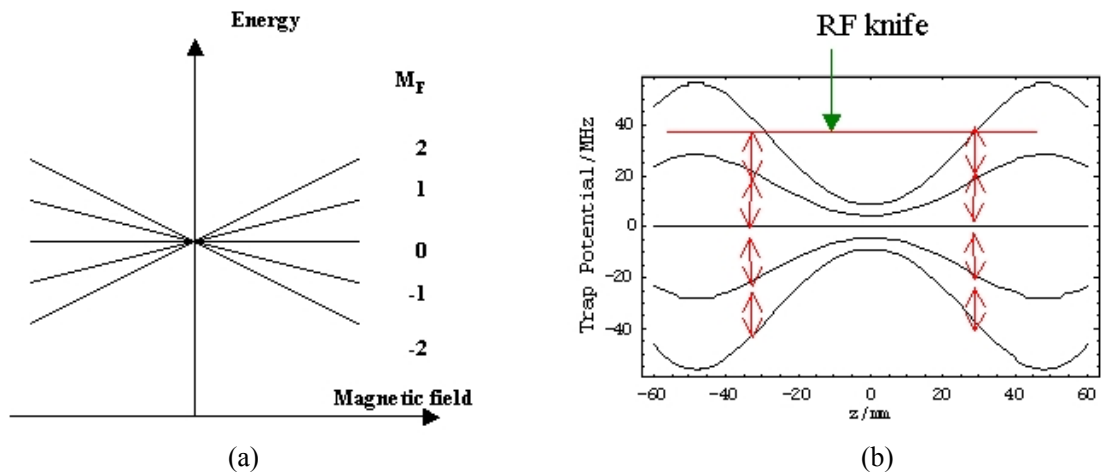 Energy
M_F
2
1
0
-1
-2
Magnetic field
(a)
RF knife
Trap Potential/MHz
40
20
0
-20
-40
-60 -40 -20 0 20 40 60
z/mm
(b)